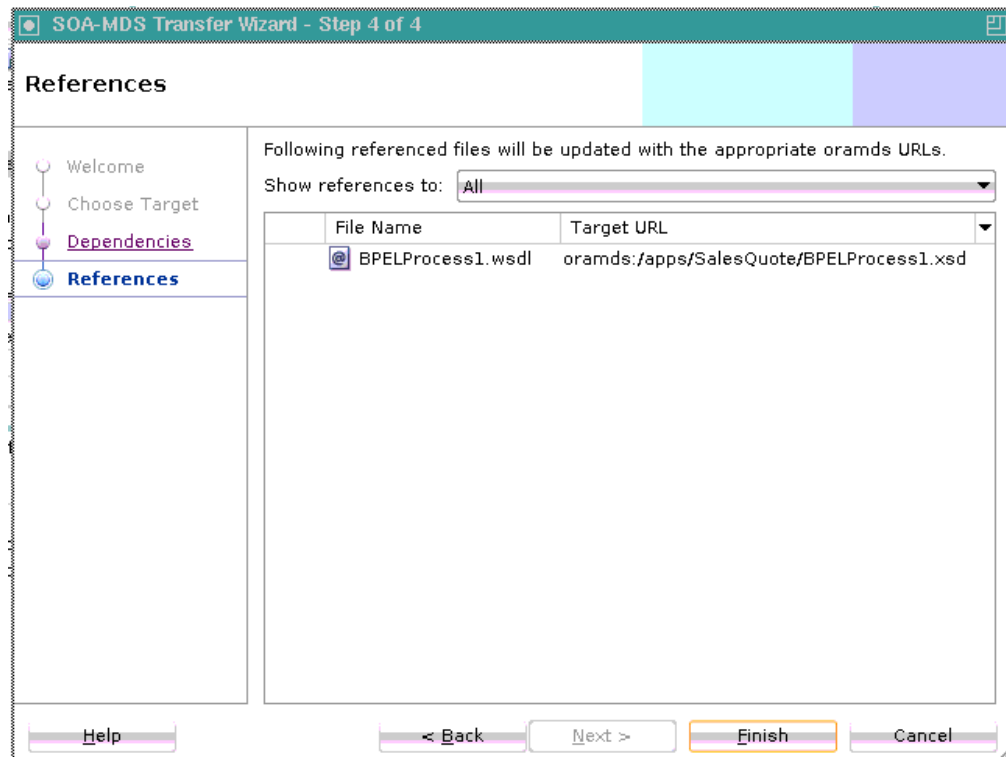 SOA-MDS Transfer Wizard - Step 4 of 4
References
Welcome
Choose Target
Dependencies
References
Following referenced files will be updated with the appropriate oramds URLs.
Show references to: All
File Name Target URL
BPELProcess1.wsdl oramds:/apps/SalesQuote/BPELProcess1.xsd
Help < Back Next > Finish Cancel